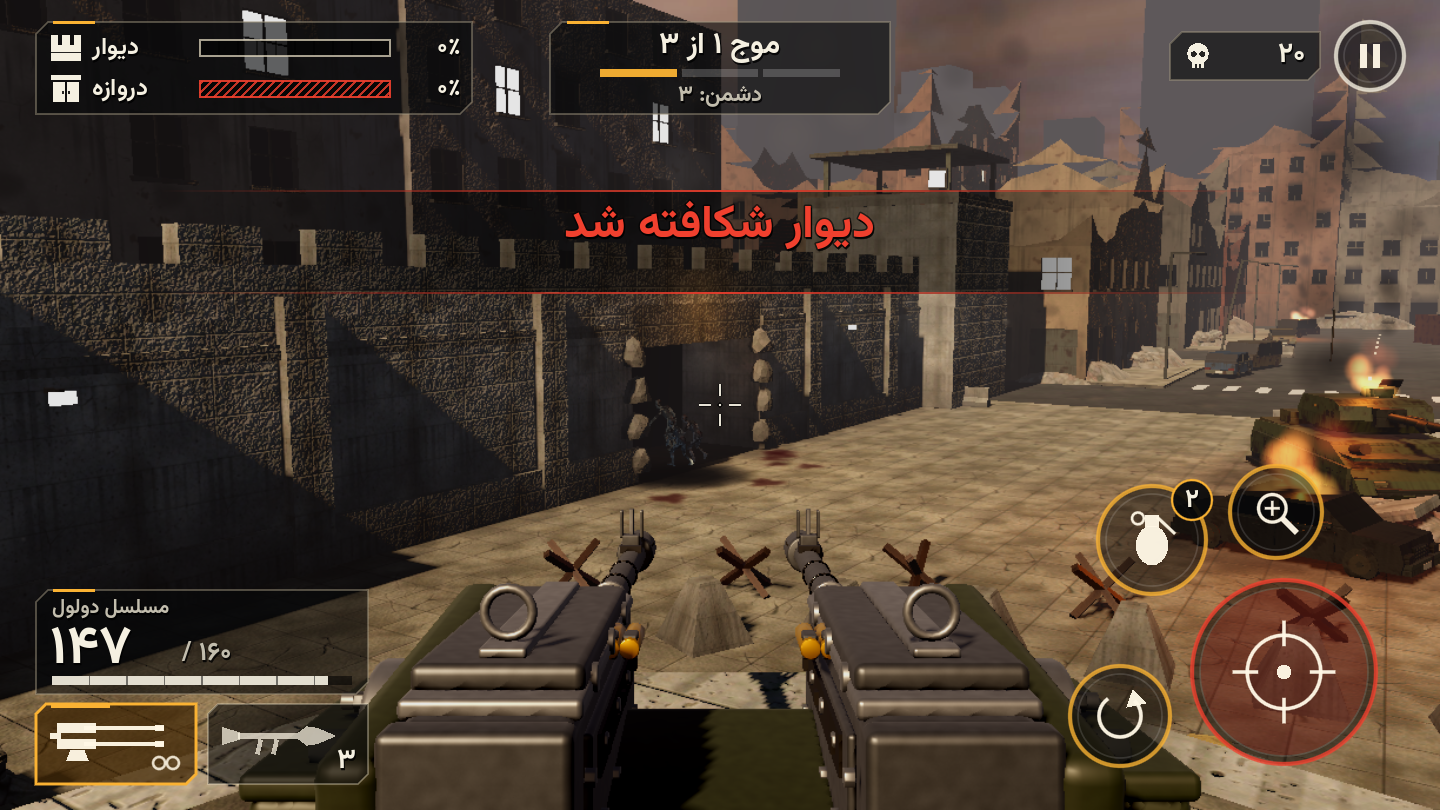 دیوار ۰٪
دروازه ۰٪
موج ۱ از ۳
دشمن: ۳
۲۰
دیوار شکافته شد
۲
مسلسل دولول
۱۴۷ / ۱۶۰
∞
۳